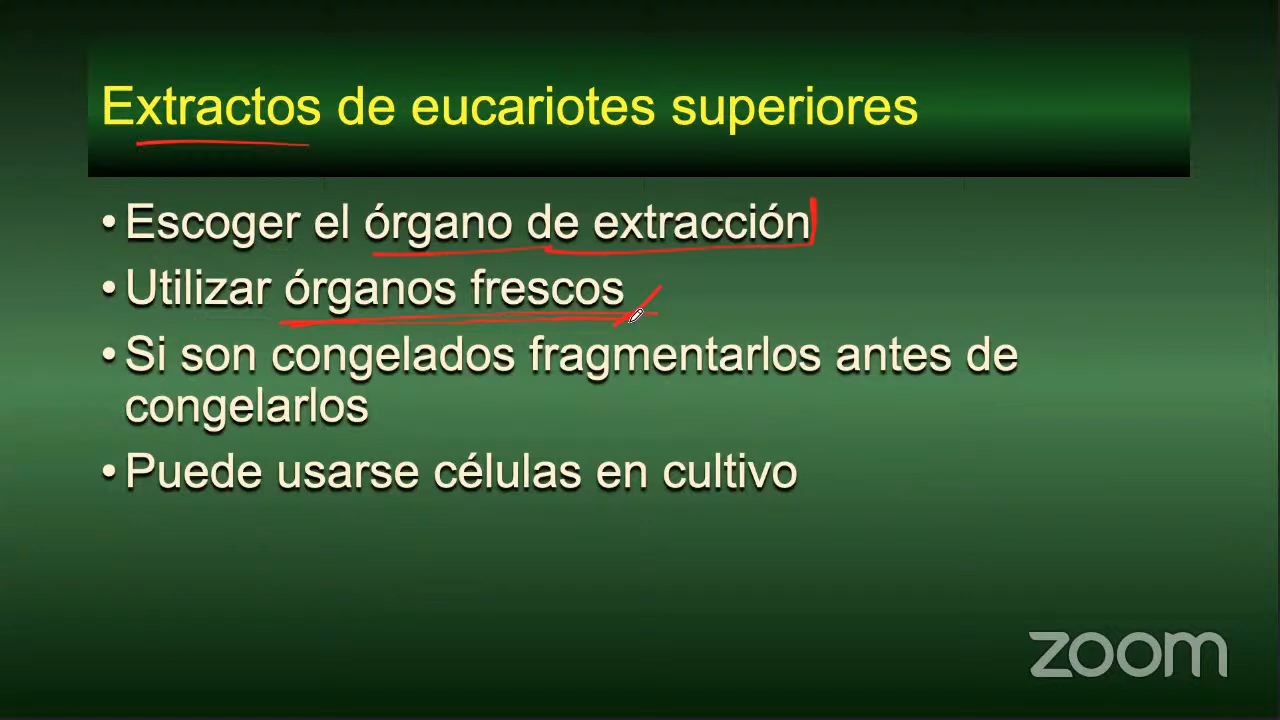 Extractos de eucariotes superiores
• Escoger el órgano de extracción
• Utilizar órganos frescos
• Si son congelados fragmentarlos antes de
congelarlos
• Puede usarse células en cultivo
zoom